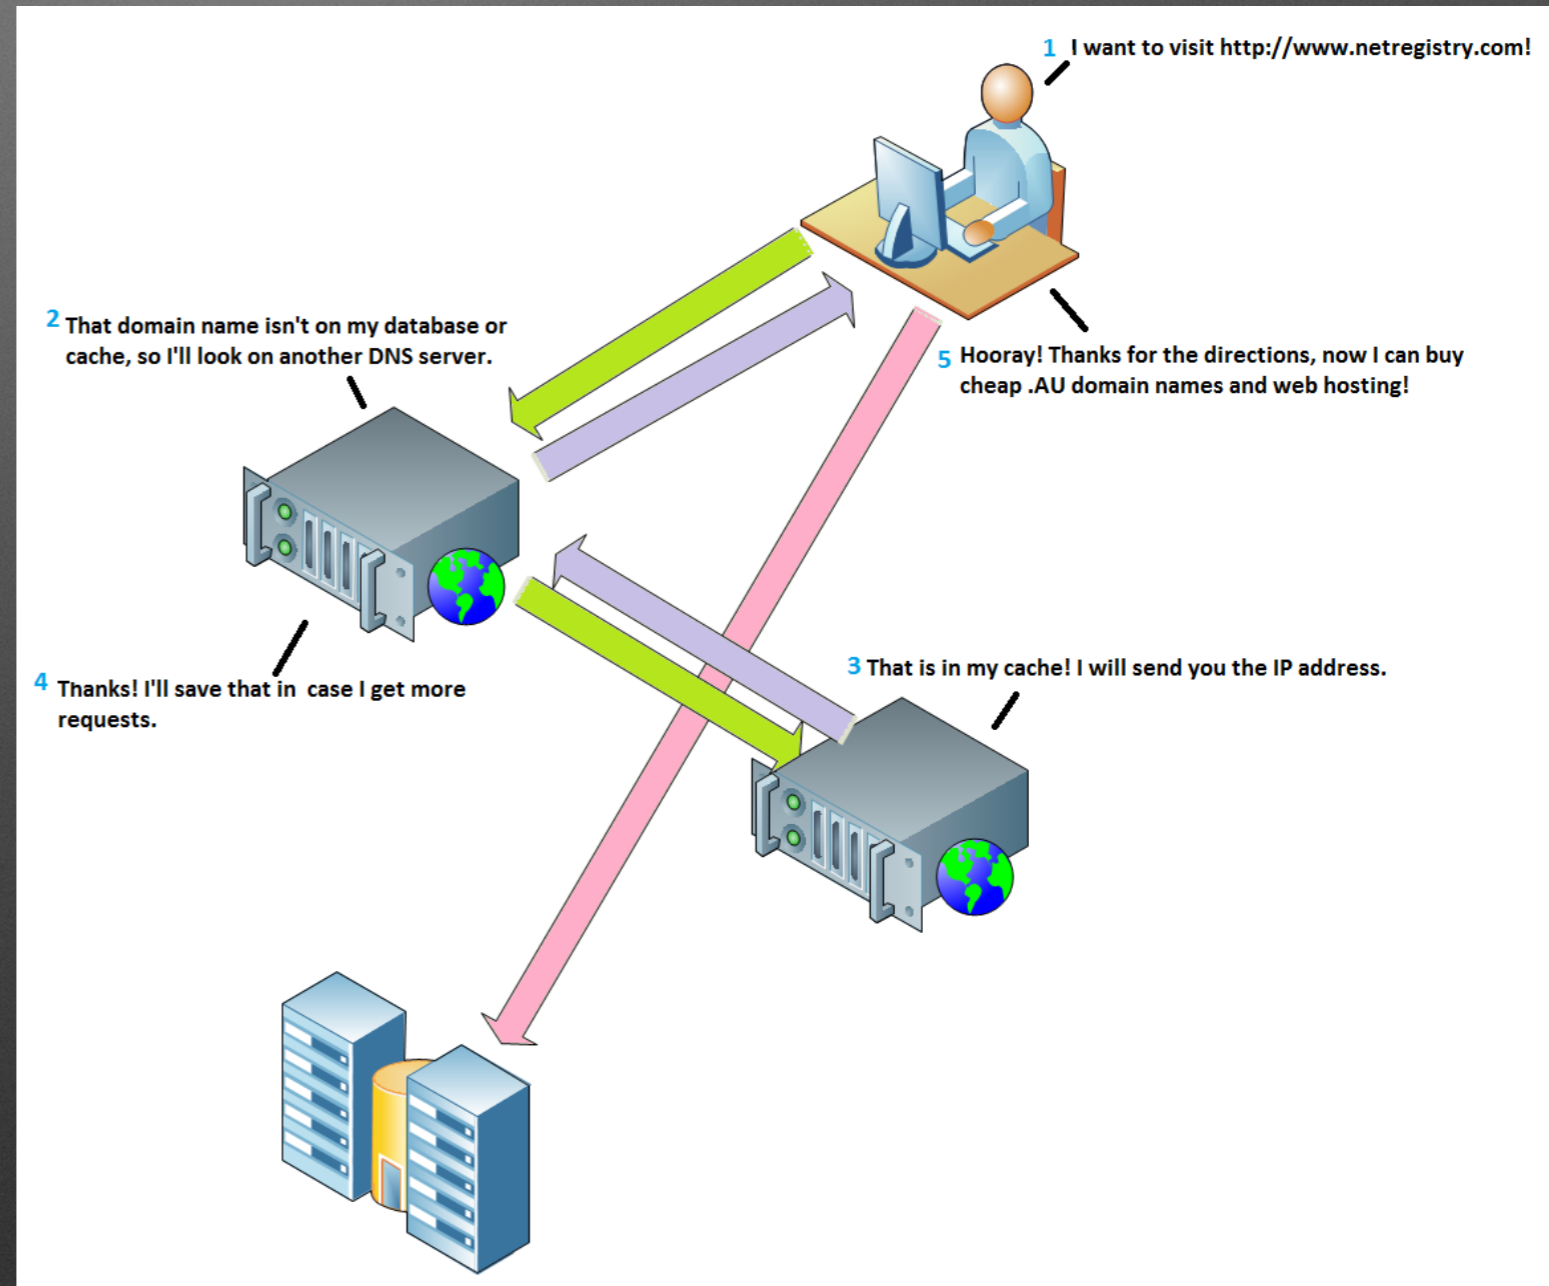 1 I want to visit http://www.netregistry.com!
2 That domain name isn't on my database or
cache, so I'll look on another DNS server.
3 That is in my cache! I will send you the IP address.
4 Thanks! I'll save that in case I get more
requests.
5 Hooray! Thanks for the directions, now I can buy
cheap .AU domain names and web hosting!